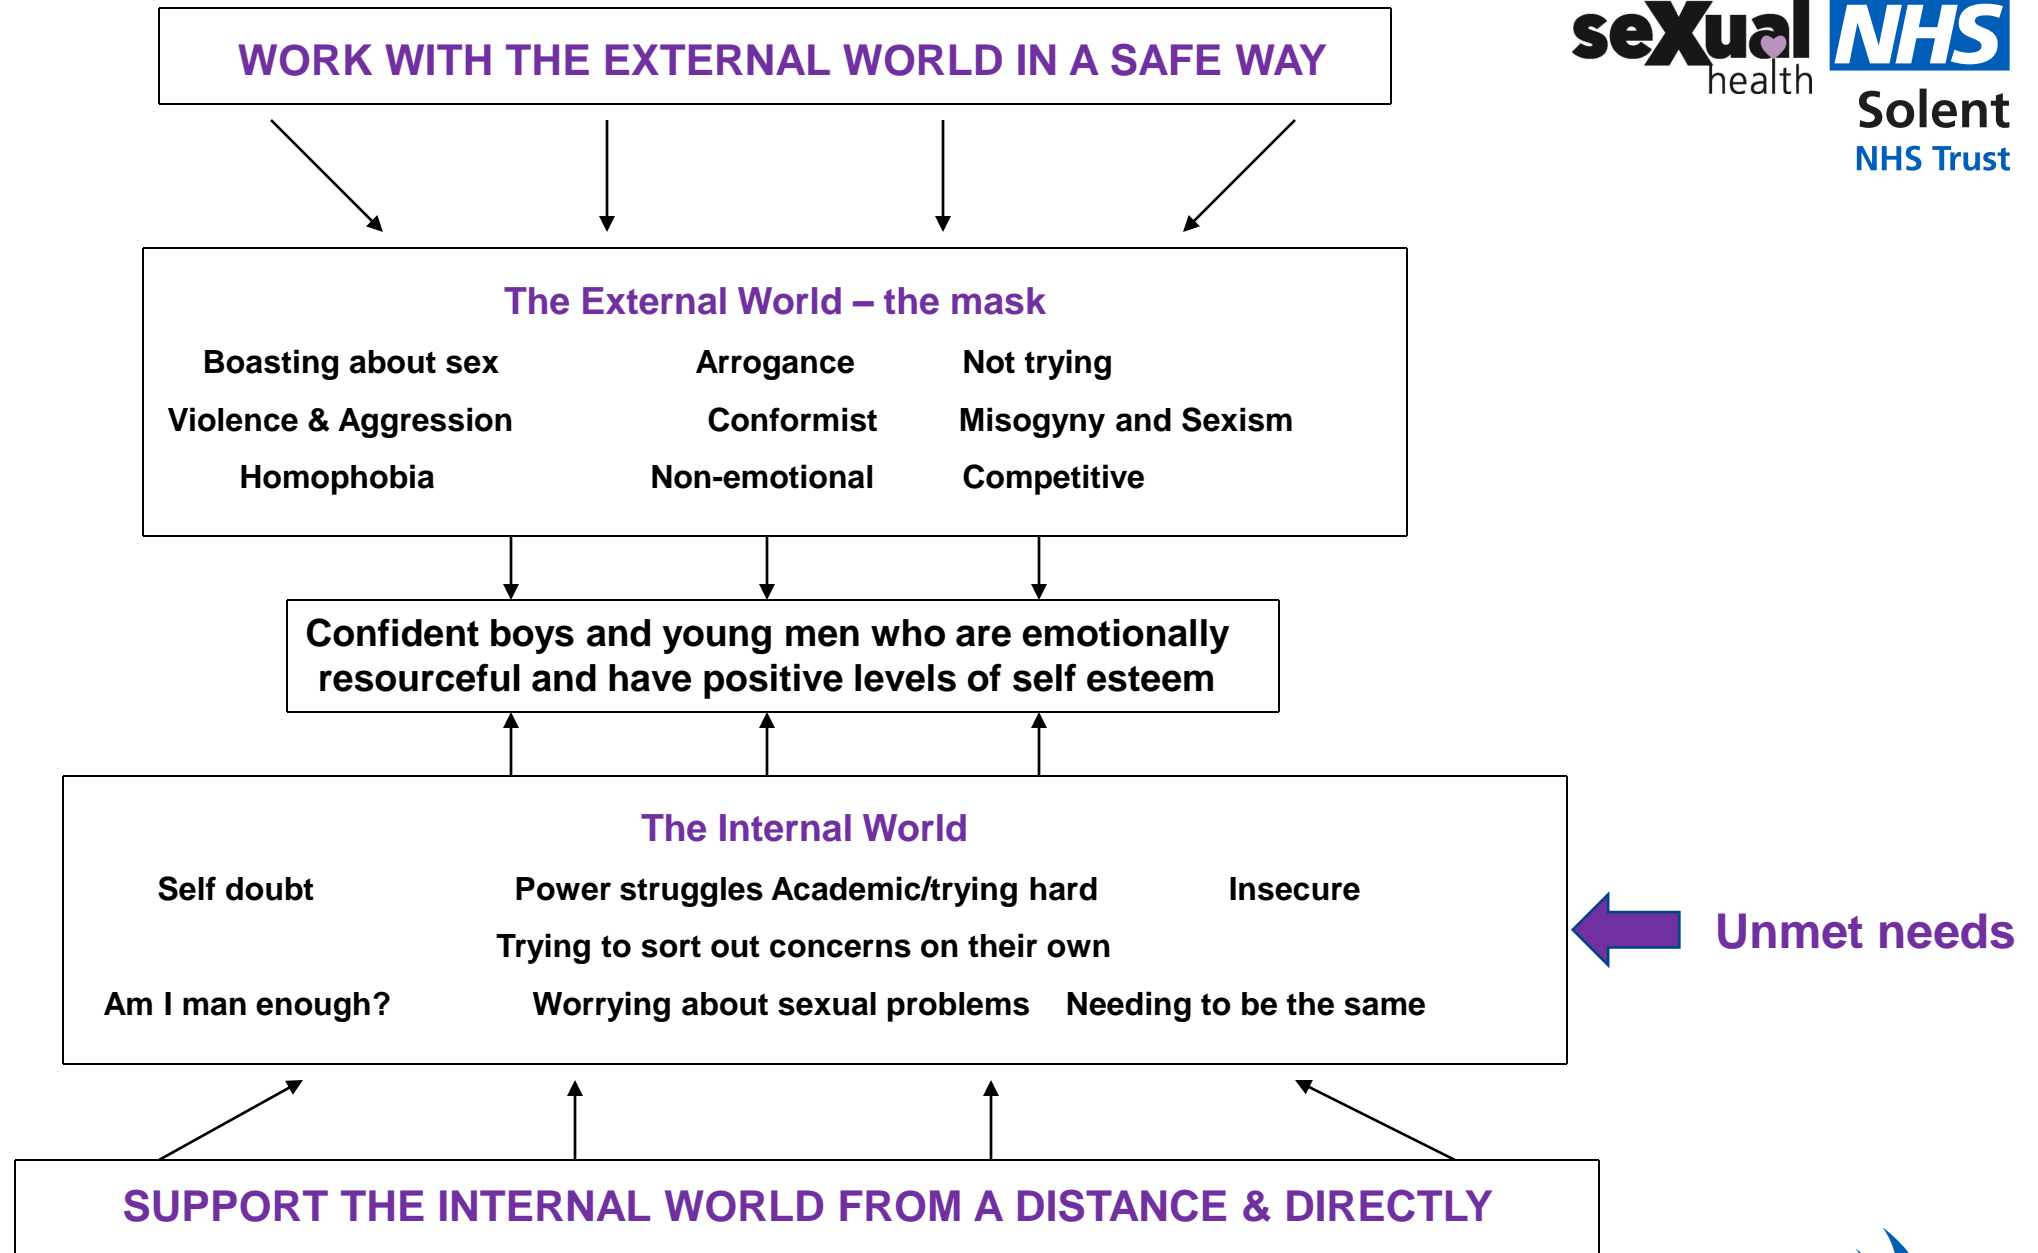 WORK WITH THE EXTERNAL WORLD IN A SAFE WAY
seXual
health
NHS
Solent
NHS Trust
The External World – the mask
Boasting about sex Arrogance Not trying
Violence & Aggression Conformist Misogyny and Sexism
Homophobia Non-emotional Competitive
Confident boys and young men who are emotionally
resourceful and have positive levels of self esteem
The Internal World
Self doubt Power struggles Academic/trying hard Insecure
Trying to sort out concerns on their own
Am I man enough? Worrying about sexual problems Needing to be the same
Unmet needs
SUPPORT THE INTERNAL WORLD FROM A DISTANCE & DIRECTLY